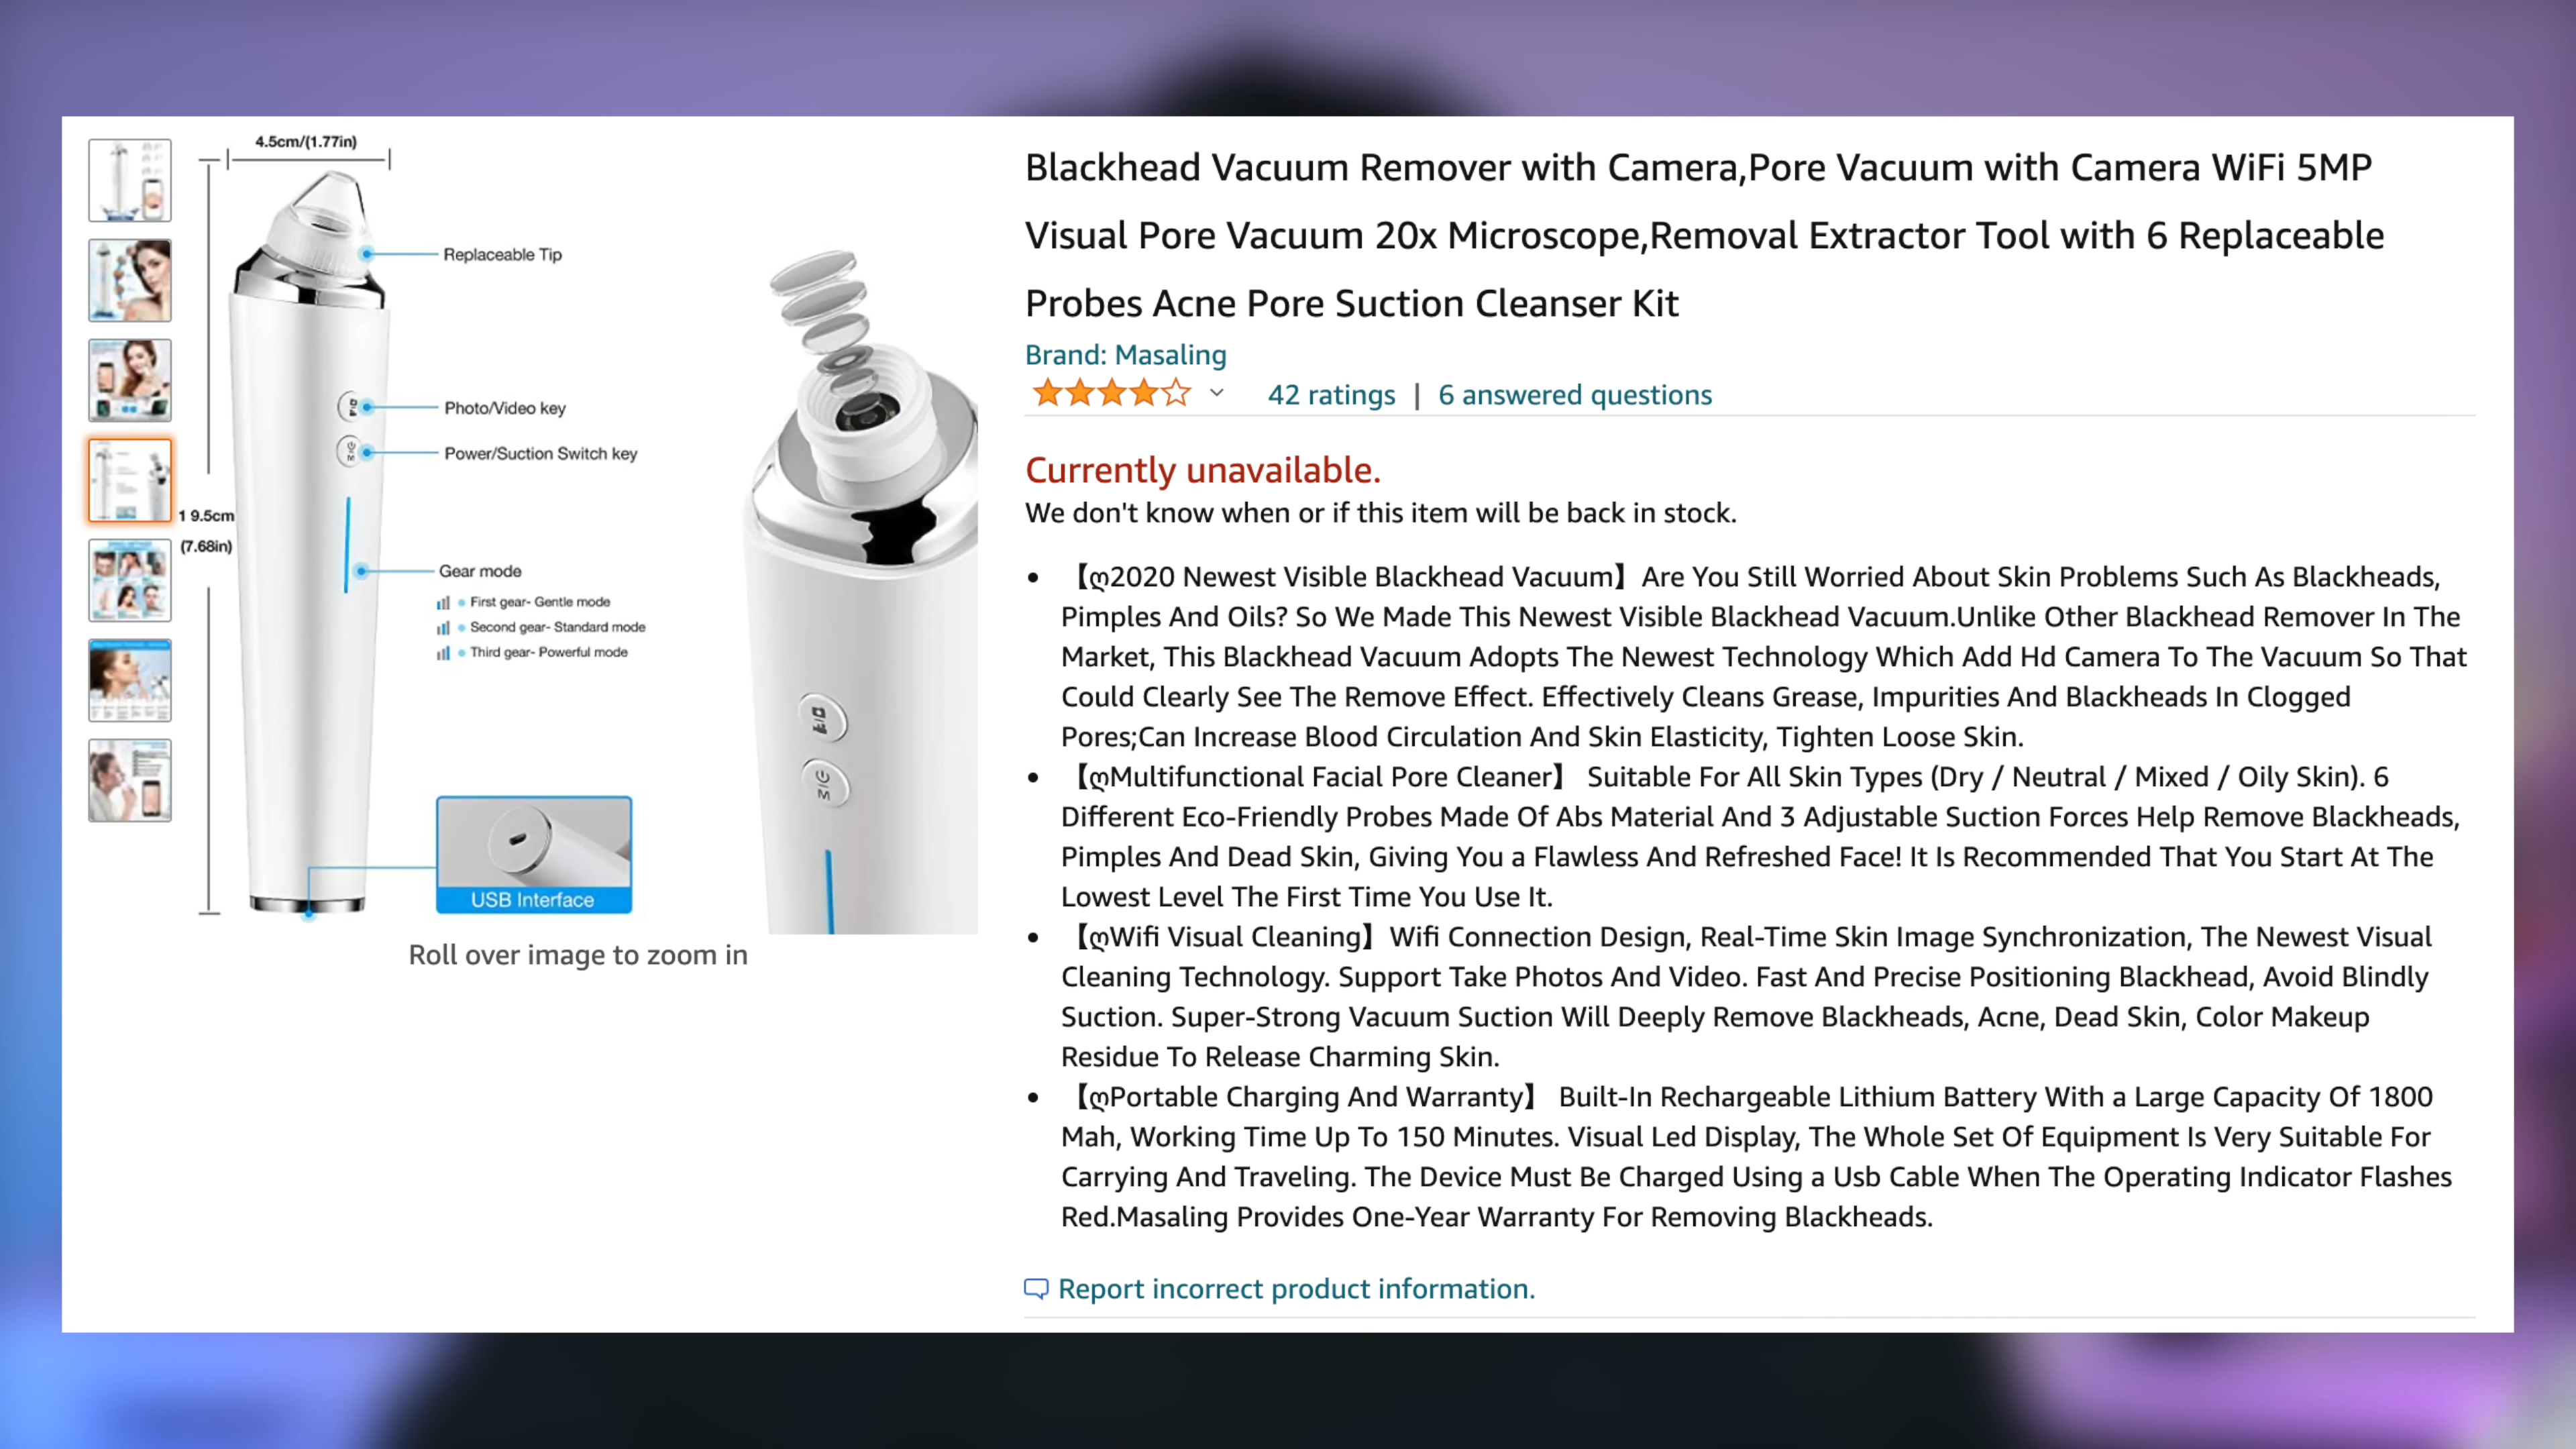 4.5cm/(1.77in)
Replaceable Tip
Photo/Video key
Power/Suction Switch key
1 9.5cm
(7.68in)
Gear mode
First gear- Gentle mode
Second gear- Standard mode
Third gear- Powerful mode
USB Interface
Roll over image to zoom in
Blackhead Vacuum Remover with Camera,Pore Vacuum with Camera WiFi 5MP
Visual Pore Vacuum 20x Microscope,Removal Extractor Tool with 6 Replaceable
Probes Acne Pore Suction Cleanser Kit
Brand: Masaling
42 ratings | 6 answered questions
Currently unavailable.
We don't know when or if this item will be back in stock.
• 【ღ2020 Newest Visible Blackhead Vacuum】Are You Still Worried About Skin Problems Such As Blackheads,
Pimples And Oils? So We Made This Newest Visible Blackhead Vacuum.Unlike Other Blackhead Remover In The
Market, This Blackhead Vacuum Adopts The Newest Technology Which Add Hd Camera To The Vacuum So That
Could Clearly See The Remove Effect. Effectively Cleans Grease, Impurities And Blackheads In Clogged
Pores;Can Increase Blood Circulation And Skin Elasticity, Tighten Loose Skin.
• 【ღMultifunctional Facial Pore Cleaner】 Suitable For All Skin Types (Dry / Neutral / Mixed / Oily Skin). 6
Different Eco-Friendly Probes Made Of Abs Material And 3 Adjustable Suction Forces Help Remove Blackheads,
Pimples And Dead Skin, Giving You a Flawless And Refreshed Face! It Is Recommended That You Start At The
Lowest Level The First Time You Use It.
• 【ღWifi Visual Cleaning】Wifi Connection Design, Real-Time Skin Image Synchronization, The Newest Visual
Cleaning Technology. Support Take Photos And Video. Fast And Precise Positioning Blackhead, Avoid Blindly
Suction. Super-Strong Vacuum Suction Will Deeply Remove Blackheads, Acne, Dead Skin, Color Makeup
Residue To Release Charming Skin.
• 【ღPortable Charging And Warranty】 Built-In Rechargeable Lithium Battery With a Large Capacity Of 1800
Mah, Working Time Up To 150 Minutes. Visual Led Display, The Whole Set Of Equipment Is Very Suitable For
Carrying And Traveling. The Device Must Be Charged Using a Usb Cable When The Operating Indicator Flashes
Red.Masaling Provides One-Year Warranty For Removing Blackheads.
Report incorrect product information.